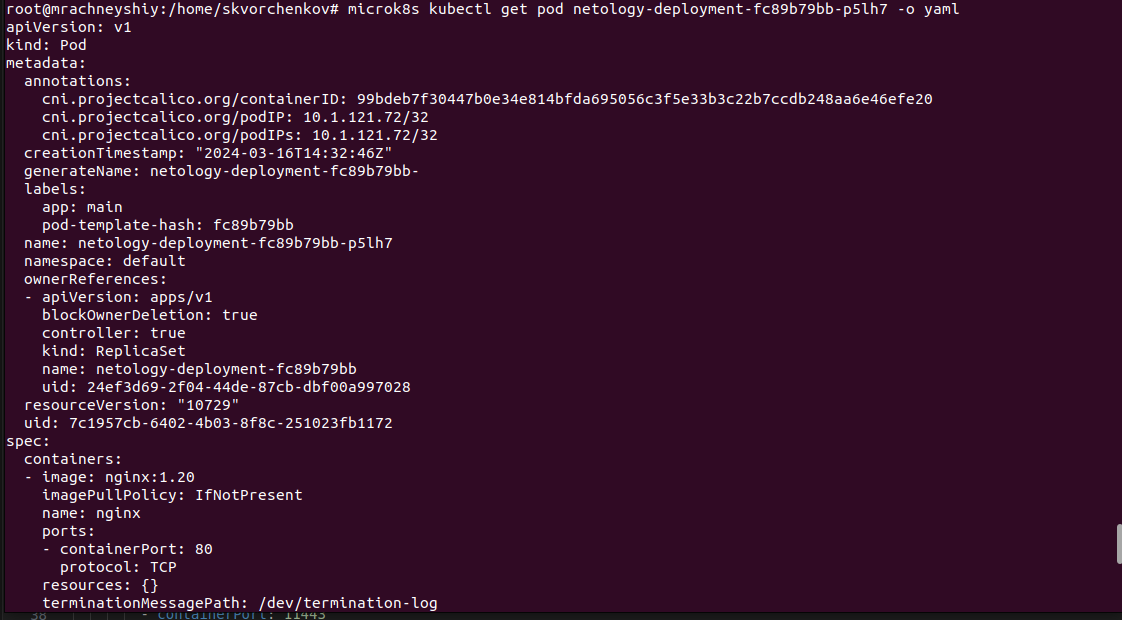 root@mrachneyshiy:/home/skvorchenkov# microk8s kubectl get pod netology-deployment-fc89b79bb-p5lh7 -o yaml
apiVersion: v1
kind: Pod
metadata:
  annotations:
    cni.projectcalico.org/containerID: 99bdeb7f30447b0e34e814bfda695056c3f5e33b3c22b7ccdb248aa6e46efe20
    cni.projectcalico.org/podIP: 10.1.121.72/32
    cni.projectcalico.org/podIPs: 10.1.121.72/32
  creationTimestamp: "2024-03-16T14:32:46Z"
  generateName: netology-deployment-fc89b79bb-
  labels:
    app: main
    pod-template-hash: fc89b79bb
  name: netology-deployment-fc89b79bb-p5lh7
  namespace: default
  ownerReferences:
  - apiVersion: apps/v1
    blockOwnerDeletion: true
    controller: true
    kind: ReplicaSet
    name: netology-deployment-fc89b79bb
    uid: 24ef3d69-2f04-44de-87cb-dbf00a997028
  resourceVersion: "10729"
  uid: 7c1957cb-6402-4b03-8f8c-251023fb1172
spec:
  containers:
  - image: nginx:1.20
    imagePullPolicy: IfNotPresent
    name: nginx
    ports:
    - containerPort: 80
      protocol: TCP
    resources: {}
    terminationMessagePath: /dev/termination-log
38 - containerPort: 11443